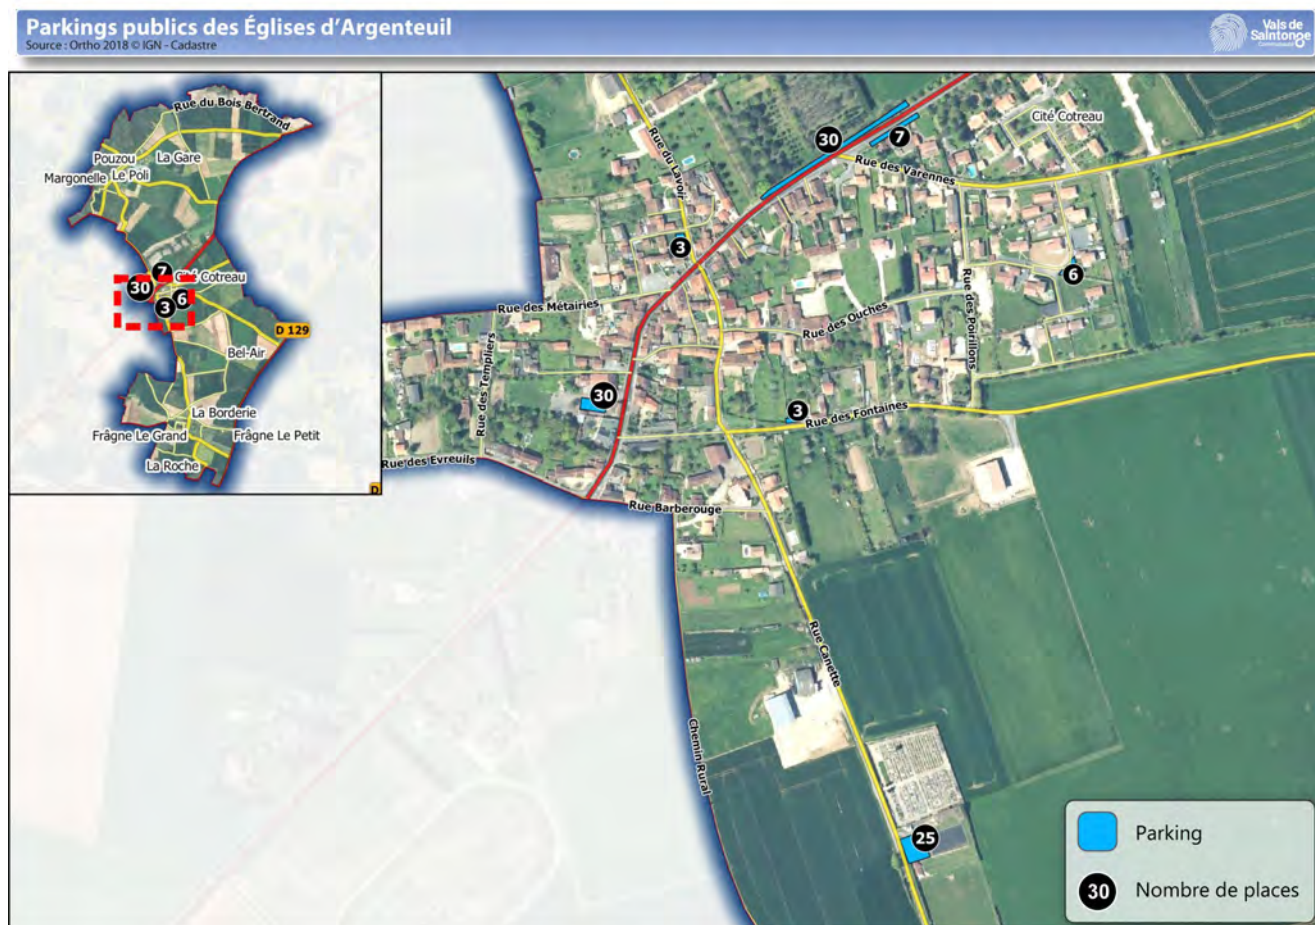 Parkings publics des Églises d'Argenteuil
Source : Ortho 2018 © IGN - Cadastre
Vals de
Saintonge
Communauté
Rue du Bois Bertrand
Pouzou
La Gare
Margonelle
Le Poli
7
Cité Cotreau
30
6
3
D 129
Bel-Air
La Borderie
Frâgne Le Grand
Frâgne Le Petit
La Roche
D
Rue du Lavoir
30
7
Cité Cotreau
Rue des Varennes
3
6
Rue des Métairies
Rue des Ouches
Rue des Poirillons
Rue des Templiers
30
3
Rue des Fontaines
Rue des Evreuils
Rue Barberouge
Rue Canette
Chemin Rural
25
Parking
30
Nombre de places